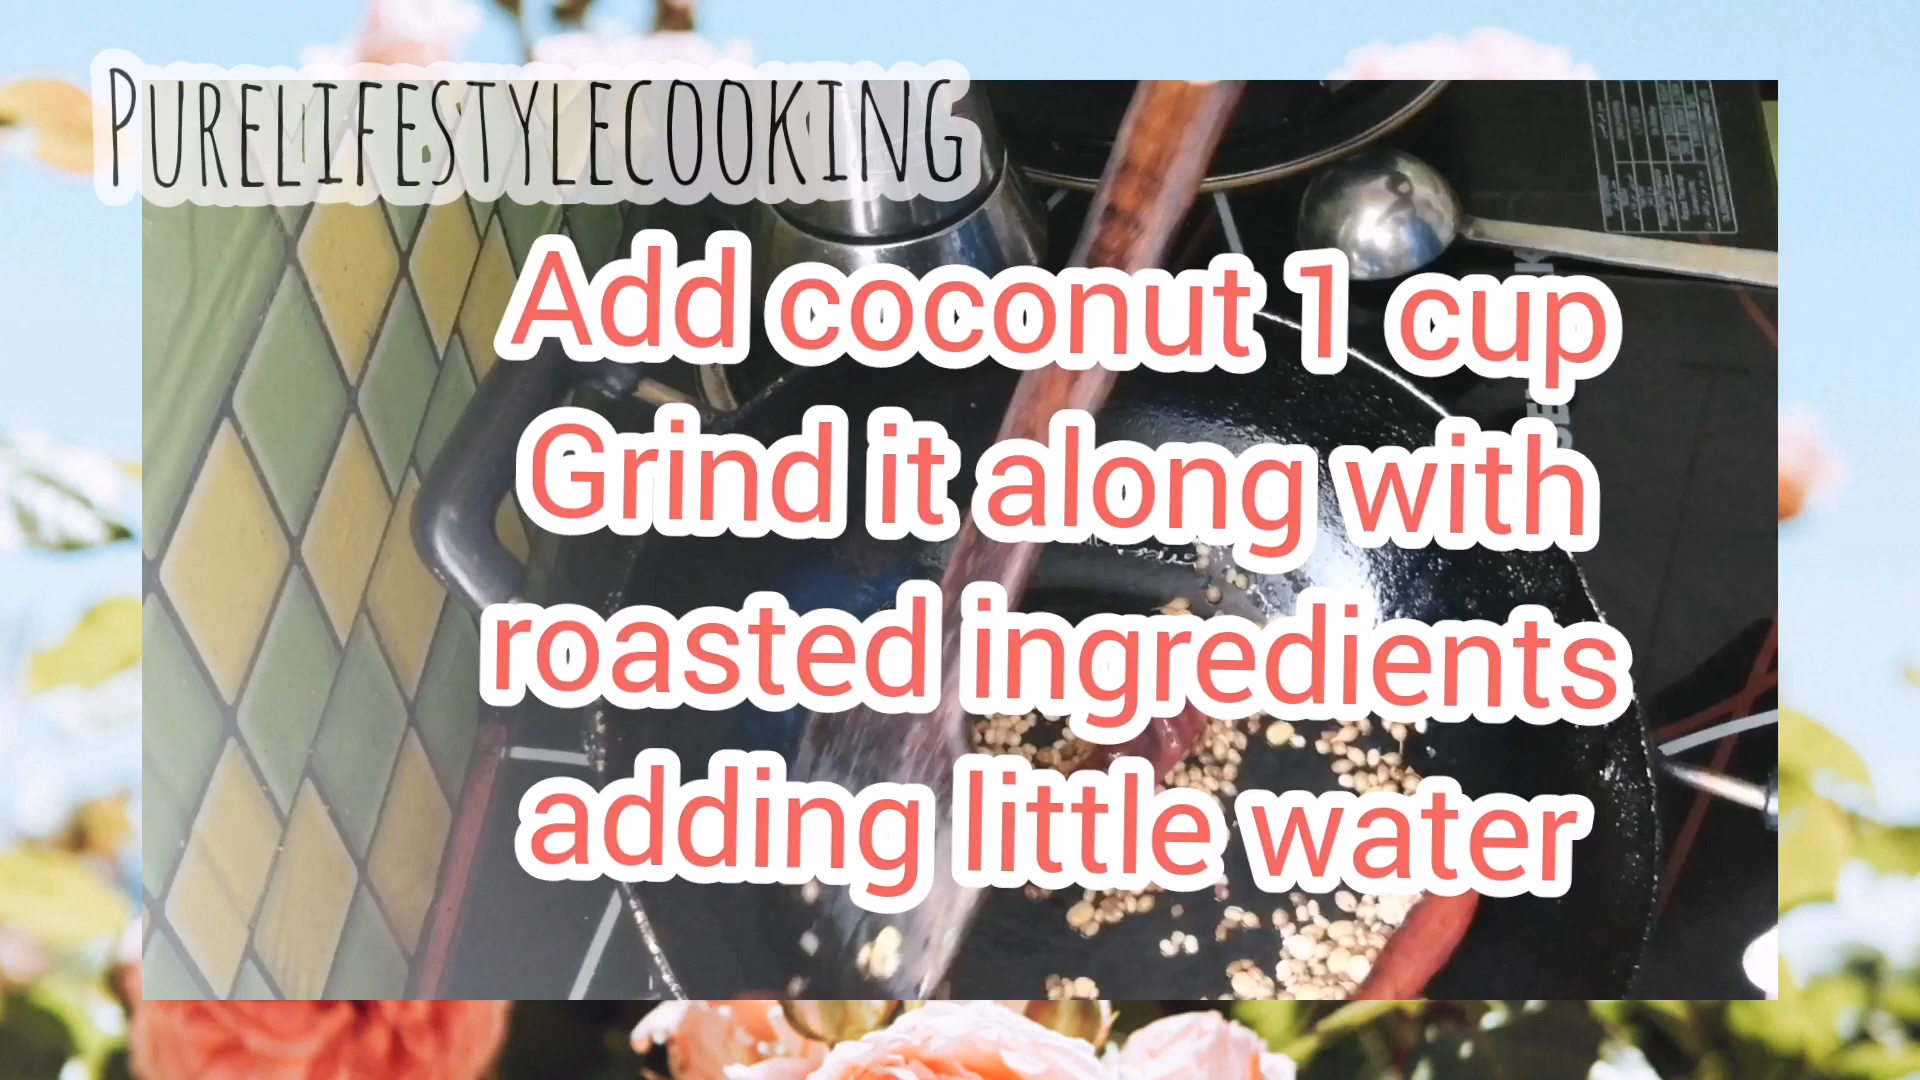 PURELIFESTYLECOOKING
Add coconut 1 cup
Grind it along with
roasted ingredients
adding little water